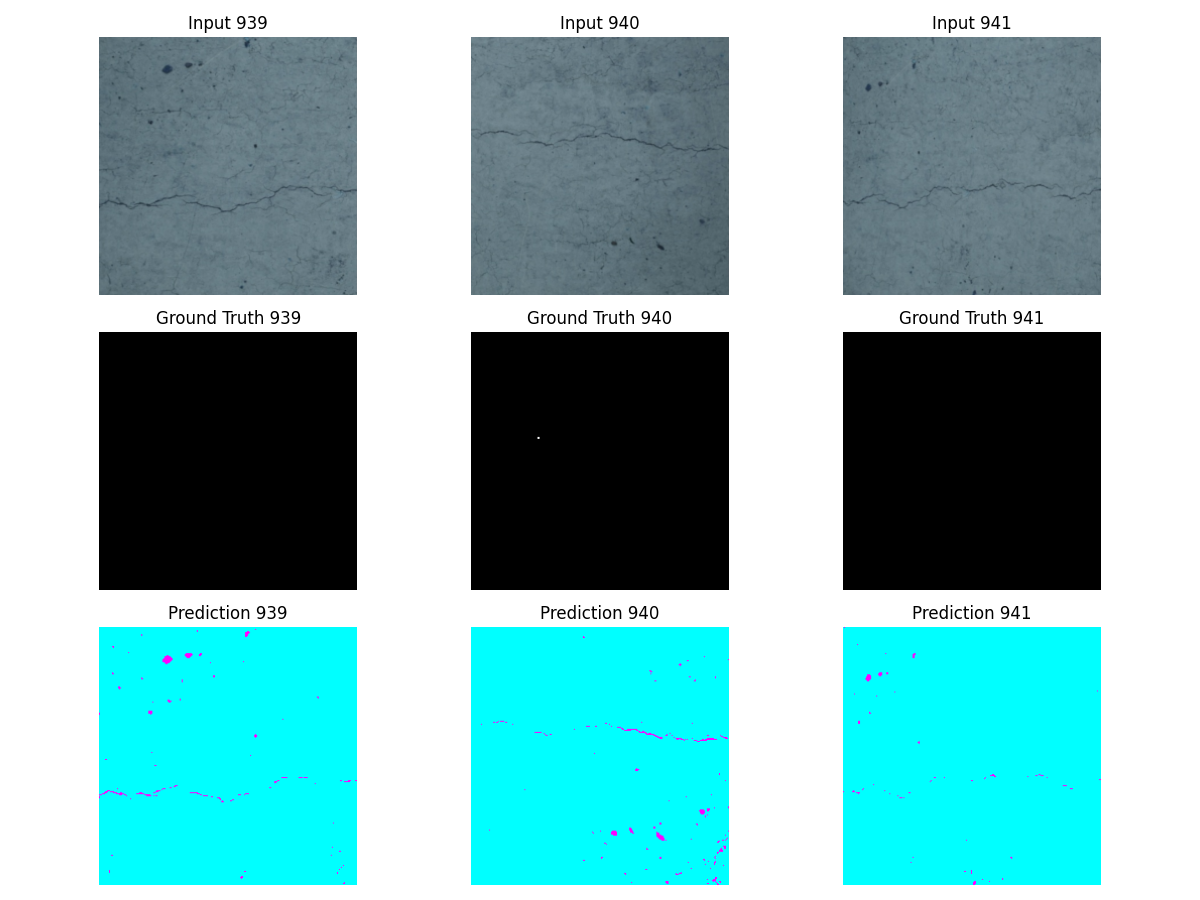 Input 939
Input 940
Input 941
Ground Truth 939
Ground Truth 940
Ground Truth 941
Prediction 939
Prediction 940
Prediction 941